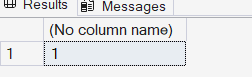 Results Messages
(No column name)
1 1